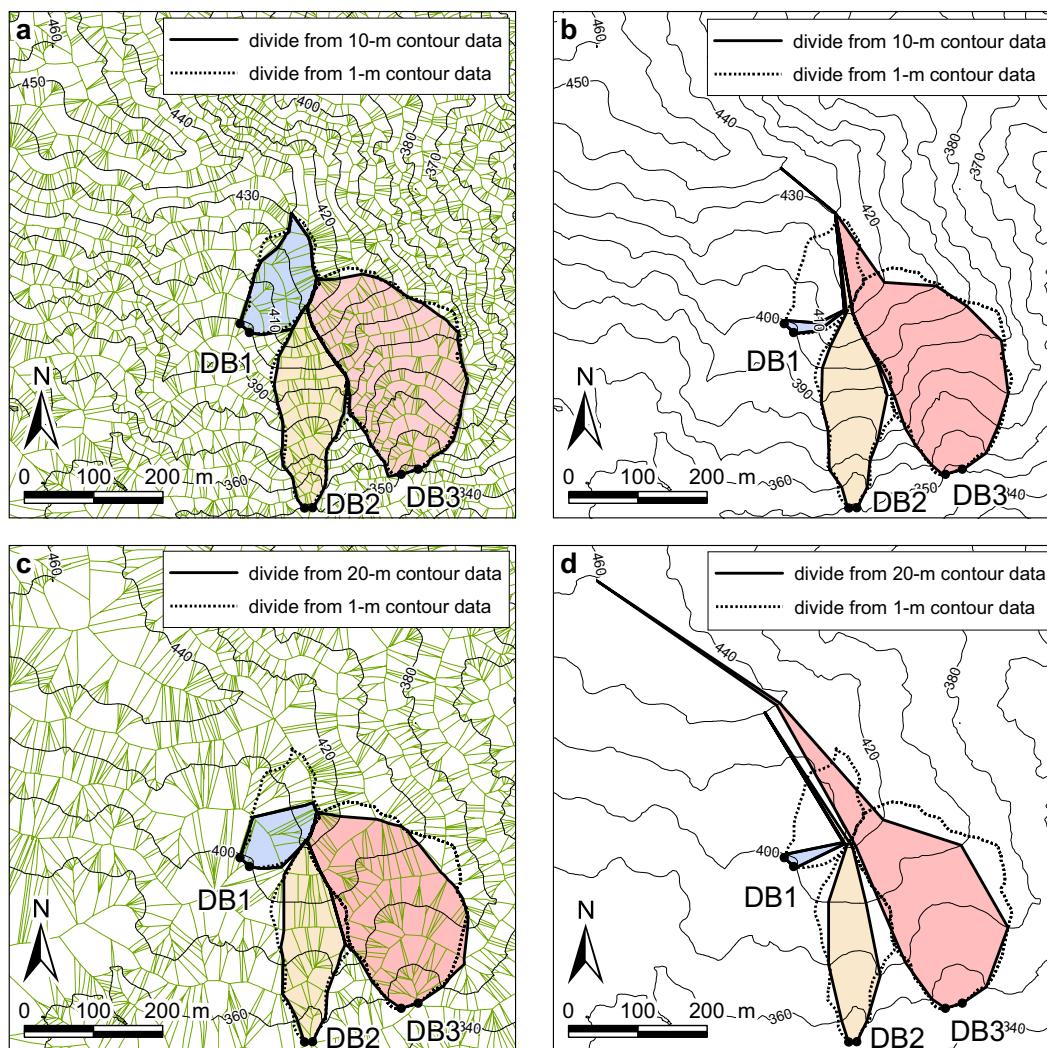 a
divide from 10-m contour data
divide from 1-m contour data
460
450
440
400
380
370
430
420
410
390
DB1
N
0 100 200 m
360
350
DB2
DB3
340
b
divide from 10-m contour data
divide from 1-m contour data
460
450
440
380
370
430
420
400
410
390
DB1
N
0 100 200 m
360
350
DB2
DB3
340
c
divide from 20-m contour data
divide from 1-m contour data
460
440
380
420
400
DB1
N
0 100 200 m
360
DB2
DB3
340
d
divide from 20-m contour data
divide from 1-m contour data
460
440
380
420
400
DB1
N
0 100 200 m
360
DB2
DB3
340